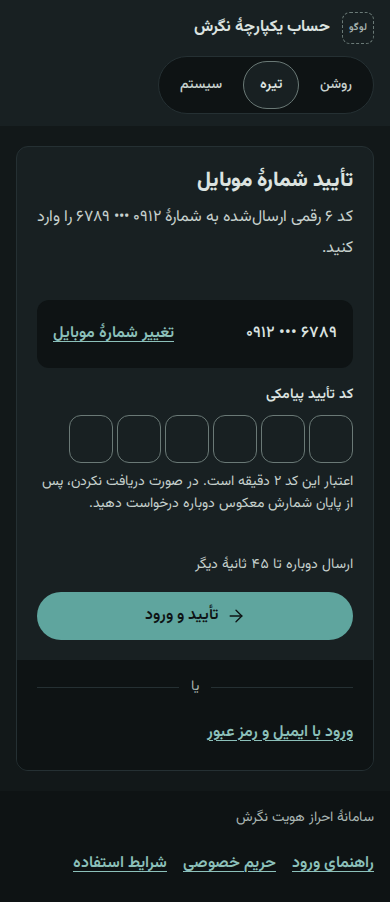 لوگو
حساب یکپارچهٔ نگرش
روشن
تیره
سیستم
تأیید شمارهٔ موبایل
کد ۶ رقمی ارسال‌شده به شمارهٔ ۰۹۱۲ ••• ۶۷۸۹ را وارد
کنید.
۰۹۱۲ ••• ۶۷۸۹
تغییر شمارهٔ موبایل
کد تأیید پیامکی
اعتبار این کد ۲ دقیقه است. در صورت دریافت نکردن، پس
از پایان شمارش معکوس دوباره درخواست دهید.
ارسال دوباره تا ۴۵ ثانیهٔ دیگر
تأیید و ورود
یا
ورود با ایمیل و رمز عبور
سامانهٔ احراز هویت نگرش
راهنمای ورود
حریم خصوصی
شرایط استفاده